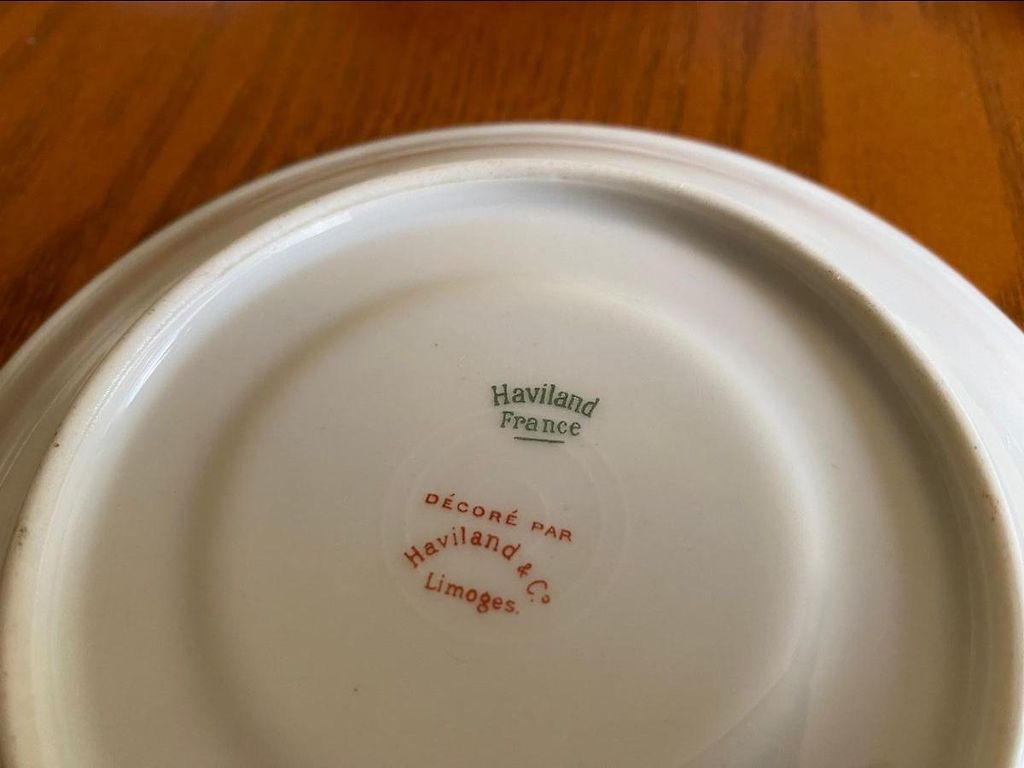 Haviland
France
DÉCORÉ PAR
Haviland & Co
Limoges.